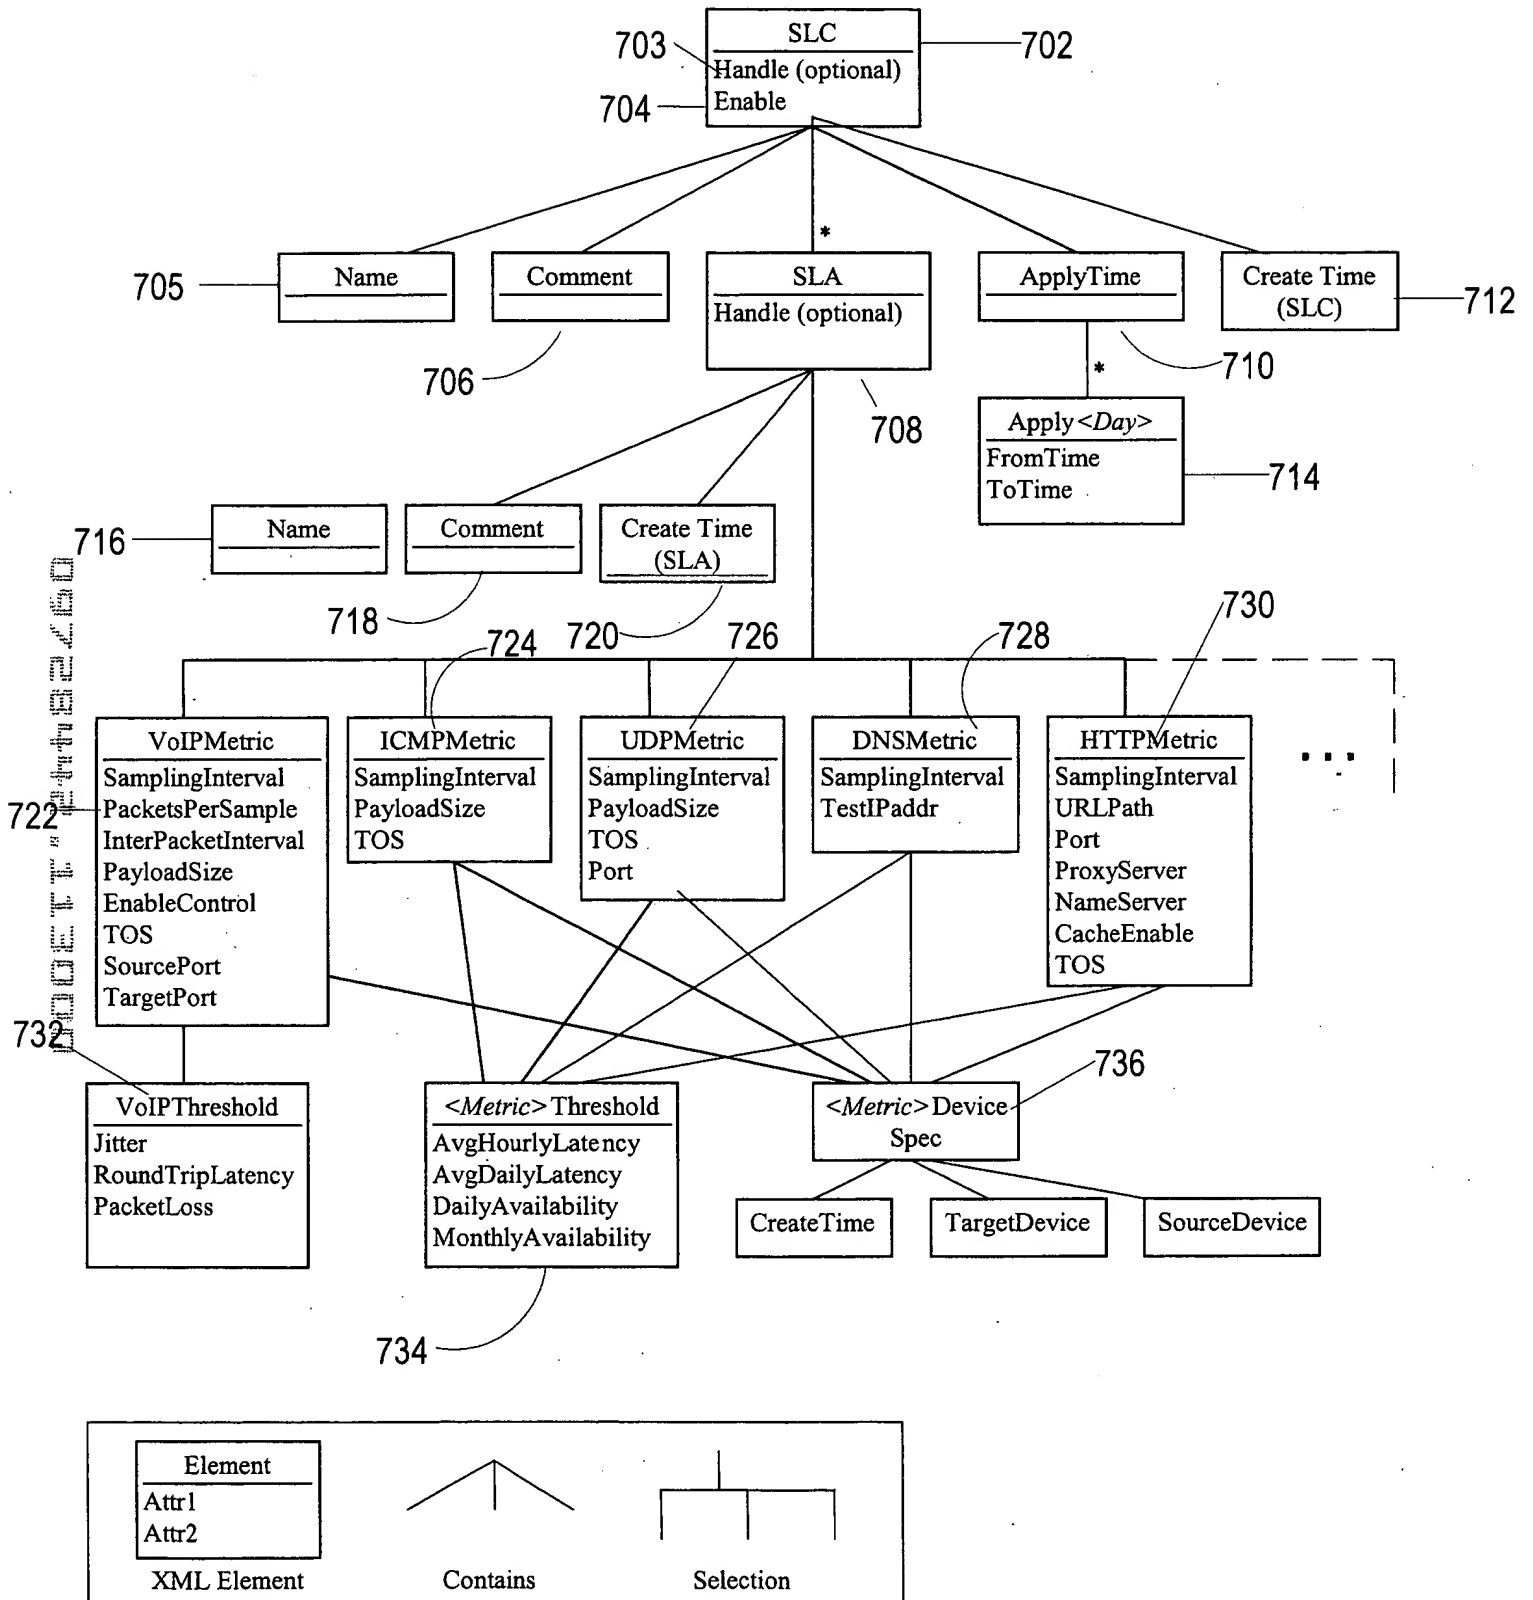 SLC
703
702
Handle (optional)
704
Enable
*
705
Name
Comment
SLA
Handle (optional)
ApplyTime
Create Time
(SLC)
712
706
708
710
*
Apply <Day>
FromTime
ToTime
714
716
Name
Comment
Create Time
(SLA)
718
720
724
726
728
730
VoIPMetric
SamplingInterval
PacketsPerSample
InterPacketInterval
PayloadSize
EnableControl
TOS
SourcePort
TargetPort
722
ICMPMetric
SamplingInterval
PayloadSize
TOS
UDPMetric
SamplingInterval
PayloadSize
TOS
Port
DNSMetric
SamplingInterval
TestIPaddr
HTTPMetric
SamplingInterval
URLPath
Port
ProxyServer
NameServer
CacheEnable
TOS
...
732
VoIPThreshold
Jitter
RoundTripLatency
PacketLoss
<Metric> Threshold
AvgHourlyLatency
AvgDailyLatency
DailyAvailability
MonthlyAvailability
734
<Metric> Device
Spec
736
CreateTime
TargetDevice
SourceDevice
Element
Attr1
Attr2
XML Element
Contains
Selection